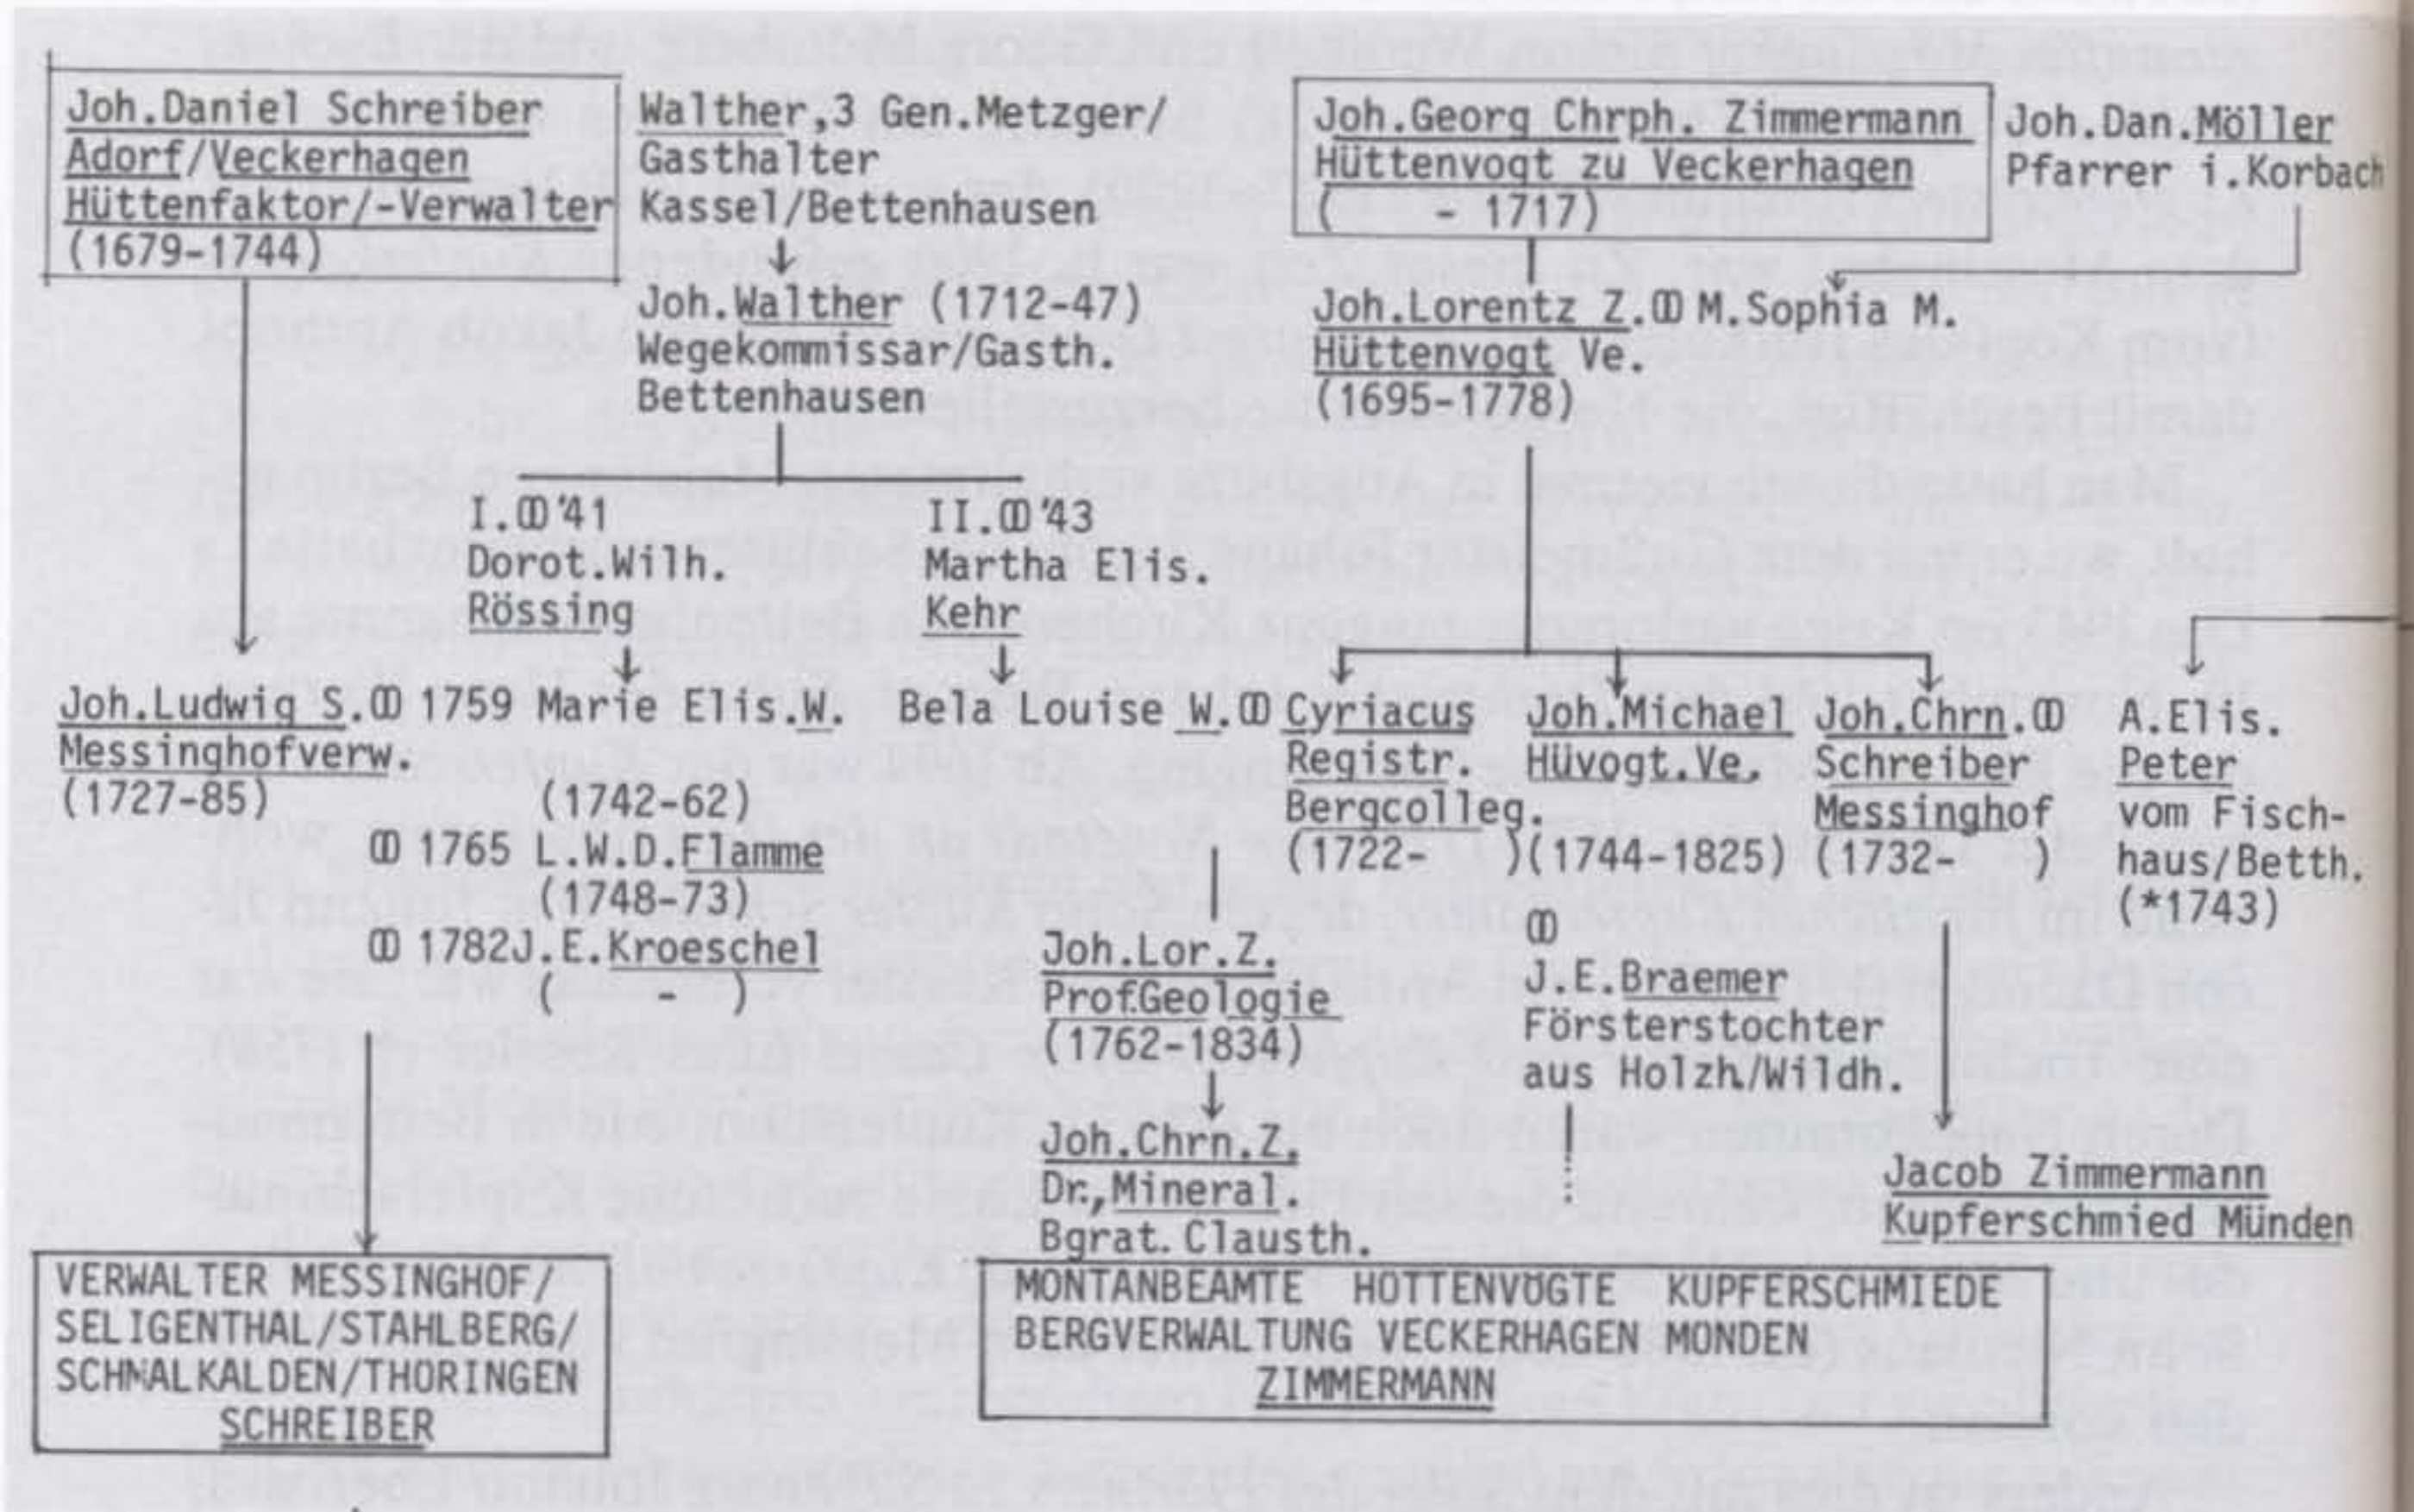 Joh.Daniel Schreiber
Adorf/Veckerhagen
Hüttenfaktor/-Verwalter
(1679-1744)
Walther,3 Gen.Metzger/
Gasthalter
Kassel/Bettenhausen
Joh.Georg Chrph. Zimmermann
Hüttenvogt zu Veckerhagen
( - 1717)
Joh.Dan.Möller
Pfarrer i.Korbach
Joh.Walther (1712-47)
Wegekommissar/Gasth.
Bettenhausen
Joh.Lorentz Z.⚭ M.Sophia M.
Hüttenvogt Ve.
(1695-1778)
I.⚭'41
Dorot.Wilh.
Rössing
II.⚭'43
Martha Elis.
Kehr
Joh.Ludwig S.⚭ 1759 Marie Elis.W.
Messinghofverw.
(1727-85)
(1742-62)
⚭ 1765 L.W.D.Flamme
(1748-73)
⚭ 1782J.E.Kroeschel
( - )
Bela Louise W.⚭ Cyriacus
Registr.
Bergcolleg.
(1722- )
Joh.Michael
Hüvogt.Ve.
(1744-1825)
⚭
J.E.Braemer
Försterstochter
aus Holzh./Wildh.
Joh.Chrn.⚭
Schreiber
Messinghof
(1732- )
A.Elis.
Peter
vom Fisch-
haus/Betth.
(*1743)
Joh.Lor.Z.
Prof.Geologie
(1762-1834)
Joh.Chrn.Z.
Dr.,Mineral.
Bgrat.Clausth.
Jacob Zimmermann
Kupferschmied Münden
VERWALTER MESSINGHOF/
SELIGENTHAL/STAHLBERG/
SCHMALKALDEN/THÜRINGEN
SCHREIBER
MONTANBEAMTE HÜTTENVÖGTE KUPFERSCHMIEDE
BERGVERWALTUNG VECKERHAGEN MÜNDEN
ZIMMERMANN